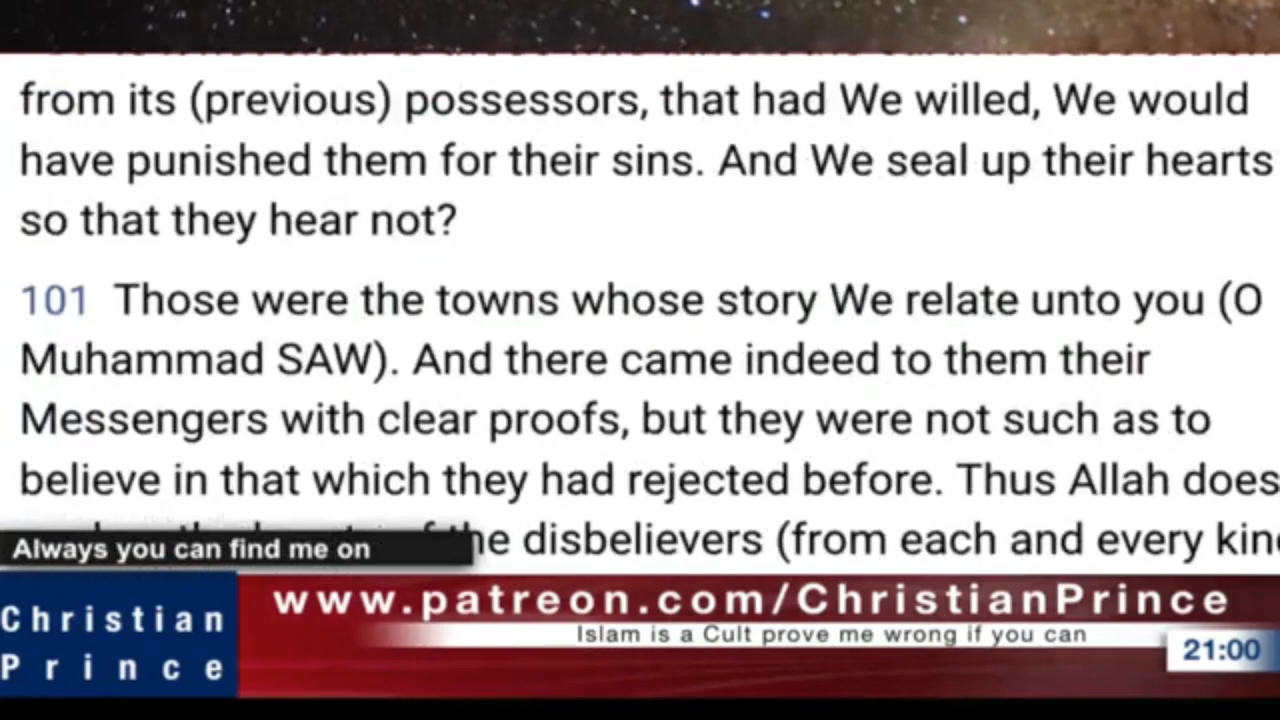 from its (previous) possessors, that had We willed, We would
have punished them for their sins. And We seal up their hearts
so that they hear not?
101 Those were the towns whose story We relate unto you (O
Muhammad SAW). And there came indeed to them their
Messengers with clear proofs, but they were not such as to
believe in that which they had rejected before. Thus Allah does
disbelievers (from each and every
Always you can find me on
Christian
Prince
www.patreon.com/ChristianPrince
Islam is a Cult prove me wrong if you can
21:00